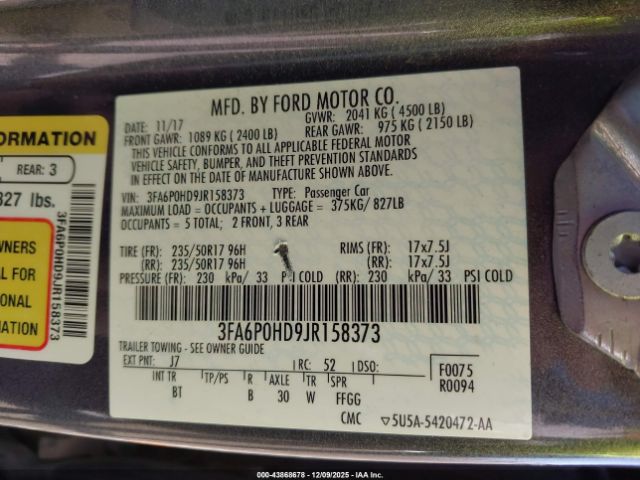 MFD. BY FORD MOTOR CO.
DATE: 11/17 GVWR: 2041 KG ( 4500 LB)
FRONT GAWR: 1089 KG ( 2400 LB) REAR GAWR: 975 KG ( 2150 LB)
THIS VEHICLE CONFORMS TO ALL APPLICABLE FEDERAL MOTOR
VEHICLE SAFETY, BUMPER, AND THEFT PREVENTION STANDARDS
IN EFFECT ON THE DATE OF MANUFACTURE SHOWN ABOVE.
VIN: 3FA6P0HD9JR158373 TYPE: Passenger Car
MAXIMUM LOAD = OCCUPANTS + LUGGAGE = 375KG/ 827LB
OCCUPANTS = 5 TOTAL; 2 FRONT, 3 REAR
TIRE (FR): 235/50R17 96H RIMS (FR): 17x7.5J
(RR): 235/50R17 96H (RR): 17x7.5J
PRESSURE (FR): 230 kPa/ 33 PSI COLD (RR): 230 kPa/ 33 PSI COLD
3FA6P0HD9JR158373
TRAILER TOWING - SEE OWNER GUIDE
EXT PNT: J7 RC: 52 DSO: F0075
R0094
INT TR TP/PS R AXLE TR SPR
BT B 30 W FFGG
CMC ▽5U5A-5420472-AA
ORMATION
REAR: 3
827 lbs.
WNERS
AL FOR
IONAL
MATION
3FA6P0HD9JR158373
© IAA 43868678 | 12/09/2025 - IAAI.COM